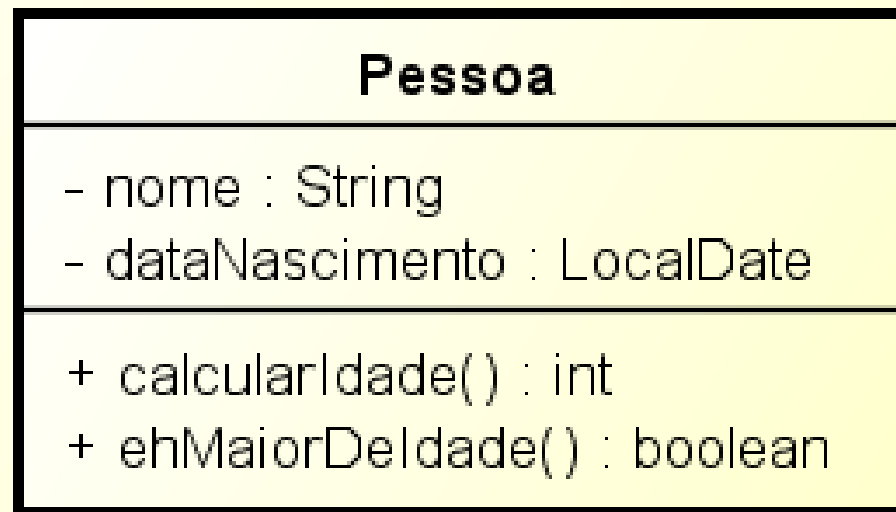 Pessoa
- nome : String
- dataNascimento : LocalDate
+ calcularIdade() : int
+ ehMaiorDeIdade() : boolean